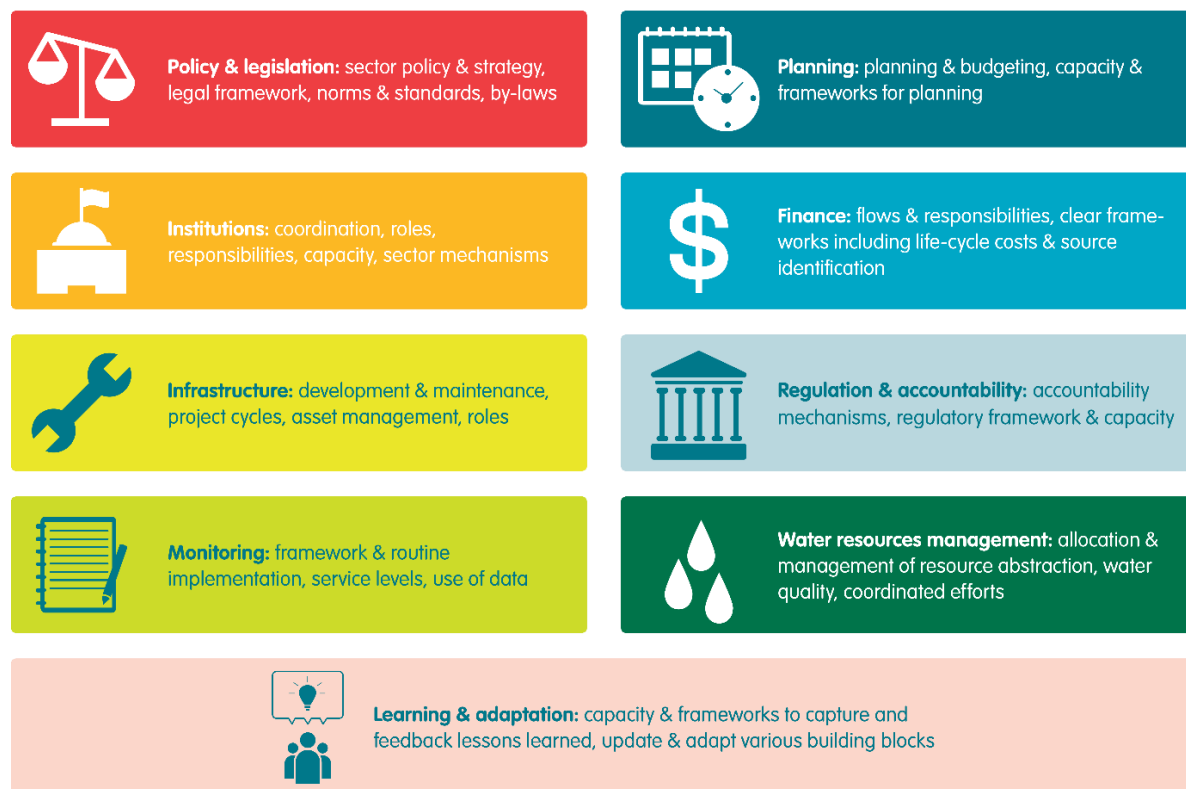 Policy & legislation: sector policy & strategy,
legal framework, norms & standards, by-laws
Planning: planning & budgeting, capacity &
frameworks for planning
Institutions: coordination, roles,
responsibilities, capacity, sector mechanisms
Finance: flows & responsibilities, clear frame-
works including life-cycle costs & source
identification
Infrastructure: development & maintenance,
project cycles, asset management, roles
Regulation & accountability: accountability
mechanisms, regulatory framework & capacity
Monitoring: framework & routine
implementation, service levels, use of data
Water resources management: allocation &
management of resource abstraction, water
quality, coordinated efforts
Learning & adaptation: capacity & frameworks to capture and
feedback lessons learned, update & adapt various building blocks